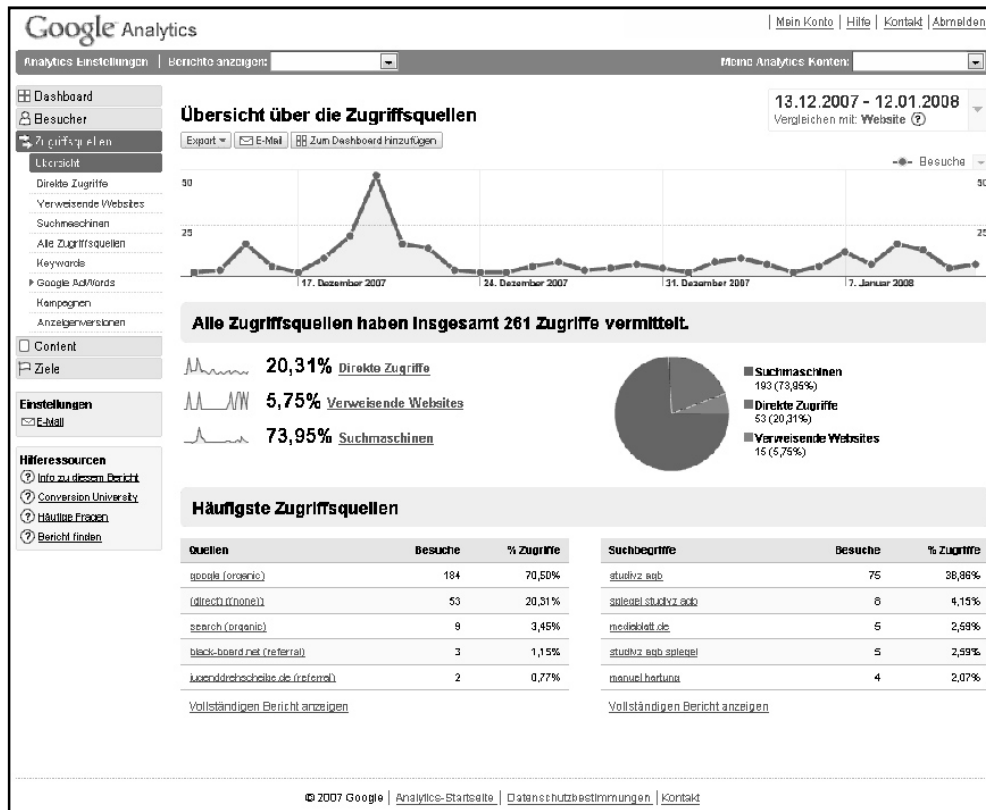 Google Analytics
Mein Konto | Hilfe | Kontakt | Abmelden
Analytics Einstellungen | Berichte anzeigen:
Meine Analytics Konten:
Dashboard
Besucher
Zugriffsquellen
Übersicht
Direkte Zugriffe
Verweisende Websites
Suchmaschinen
Alle Zugriffsquellen
Keywords
Google AdWords
Kampagnen
Anzeigenversionen
Content
Ziele
Einstellungen
E-Mail
Hilferessourcen
Info zu diesem Bericht
Conversion University
Häufige Fragen
Bericht finden
Übersicht über die Zugriffsquellen
13.12.2007 - 12.01.2008
Vergleichen mit: Website
Export E-Mail Zum Dashboard hinzufügen
Besuche
50 50
25 25
17. Dezember 2007 24. Dezember 2007 31. Dezember 2007 7. Januar 2008
Alle Zugriffsquellen haben insgesamt 261 Zugriffe vermittelt.
20,31% Direkte Zugriffe
5,75% Verweisende Websites
73,95% Suchmaschinen
Suchmaschinen
193 (73,95%)
Direkte Zugriffe
53 (20,31%)
Verweisende Websites
15 (5,75%)
Häufigste Zugriffsquellen
Quellen Besuche % Zugriffe
google (organic) 184 70,50%
(direct) ((none)) 53 20,31%
search (organic) 9 3,45%
black-board.net (referral) 3 1,15%
jugenddrehscheibe.de (referral) 2 0,77%
Vollständigen Bericht anzeigen
Suchbegriffe Besuche % Zugriffe
studivz agb 75 38,86%
spiegel studivz agb 8 4,15%
medieblatt.de 5 2,59%
studivz agb spiegel 5 2,59%
manuel hartung 4 2,07%
Vollständigen Bericht anzeigen
© 2007 Google | Analytics-Startseite | Datenschutzbestimmungen | Kontakt